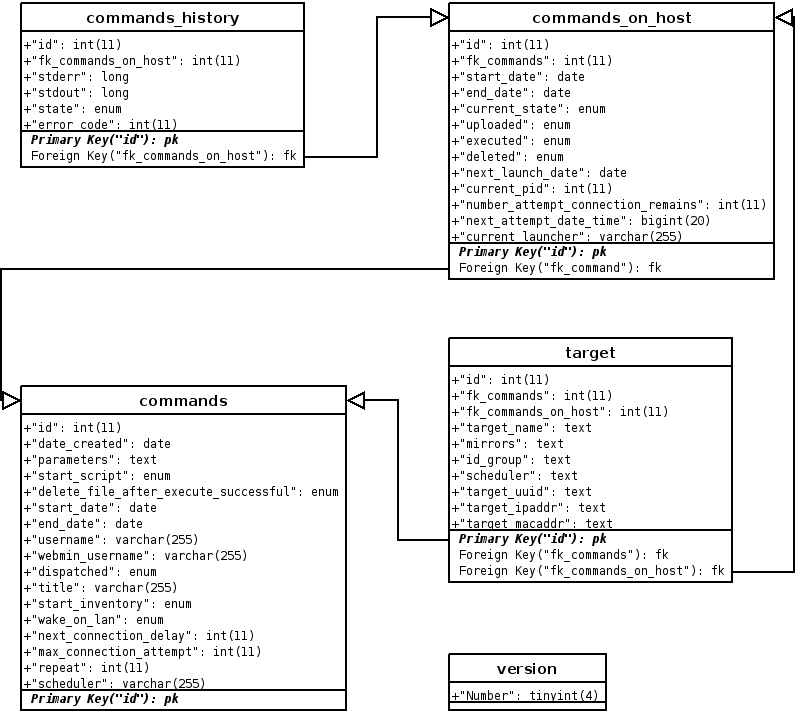 commands_history
+"id": int(11)
+"fk_commands_on_host": int(11)
+"stderr": long
+"stdout": long
+"state": enum
+"error_code": int(11)
Primary Key("id"): pk
Foreign Key("fk_commands_on_host"): fk
commands_on_host
+"id": int(11)
+"fk_commands": int(11)
+"start_date": date
+"end_date": date
+"current_state": enum
+"uploaded": enum
+"executed": enum
+"deleted": enum
+"next_launch_date": date
+"current_pid": int(11)
+"number_attempt_connection_remains": int(11)
+"next_attempt_date_time": bigint(20)
+"current_launcher": varchar(255)
Primary Key("id"): pk
Foreign Key("fk_command"): fk
commands
+"id": int(11)
+"date_created": date
+"parameters": text
+"start_script": enum
+"delete_file_after_execute_successful": enum
+"start_date": date
+"end_date": date
+"username": varchar(255)
+"webmin_username": varchar(255)
+"dispatched": enum
+"title": varchar(255)
+"start_inventory": enum
+"wake_on_lan": enum
+"next_connection_delay": int(11)
+"max_connection_attempt": int(11)
+"repeat": int(11)
+"scheduler": varchar(255)
Primary Key("id"): pk
target
+"id": int(11)
+"fk_commands": int(11)
+"fk_commands_on_host": int(11)
+"target_name": text
+"mirrors": text
+"id_group": text
+"scheduler": text
+"target_uuid": text
+"target_ipaddr": text
+"target_macaddr": text
Primary Key("id"): pk
Foreign Key("fk_commands"): fk
Foreign Key("fk_commands_on_host"): fk
version
+"Number": tinyint(4)